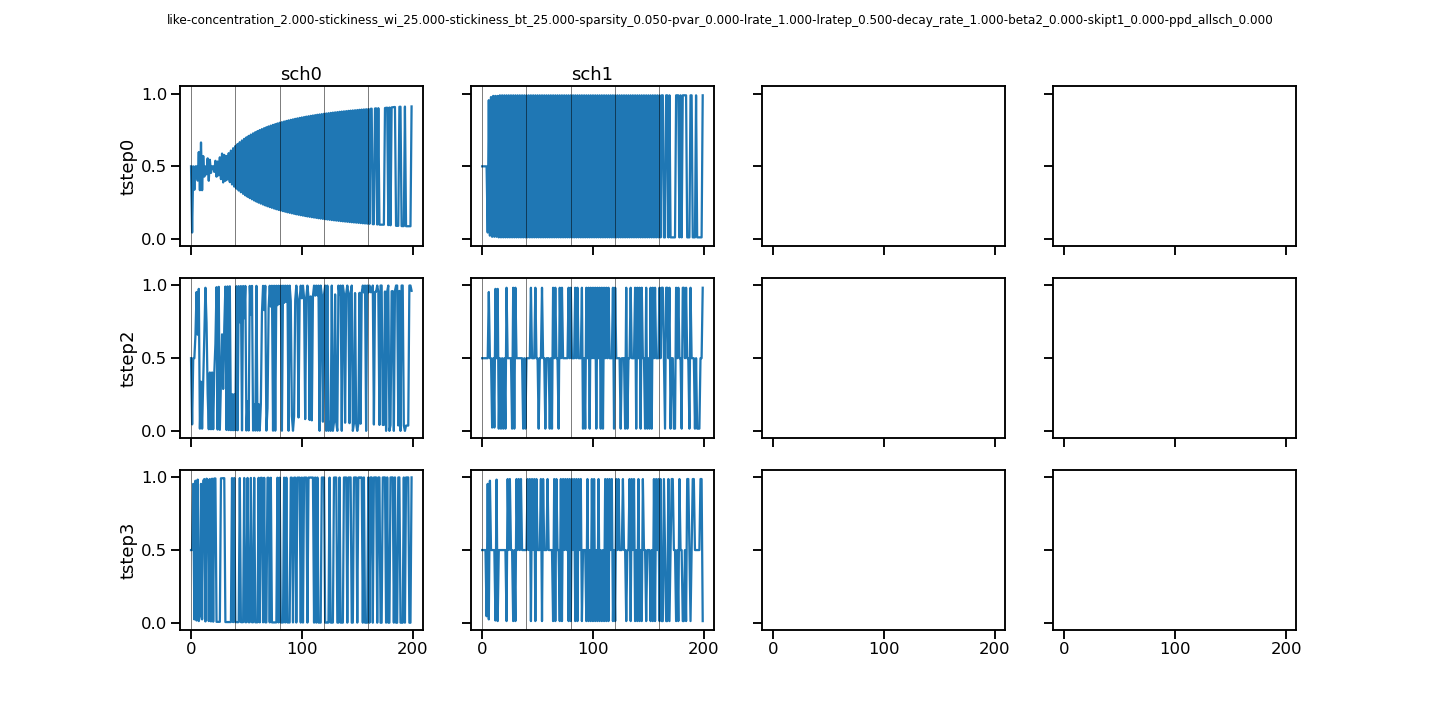 like-concentration_2.000-stickiness_wi_25.000-stickiness_bt_25.000-sparsity_0.050-pvar_0.000-lrate_1.000-lratep_0.500-decay_rate_1.000-beta2_0.000-skipt1_0.000-ppd_allsch_0.000
sch0 sch1
1.0
tstep0 0.5
0.0
1.0
tstep2 0.5
0.0
1.0
tstep3 0.5
0.0
0 100 200 0 100 200 0 100 200 0 100 200